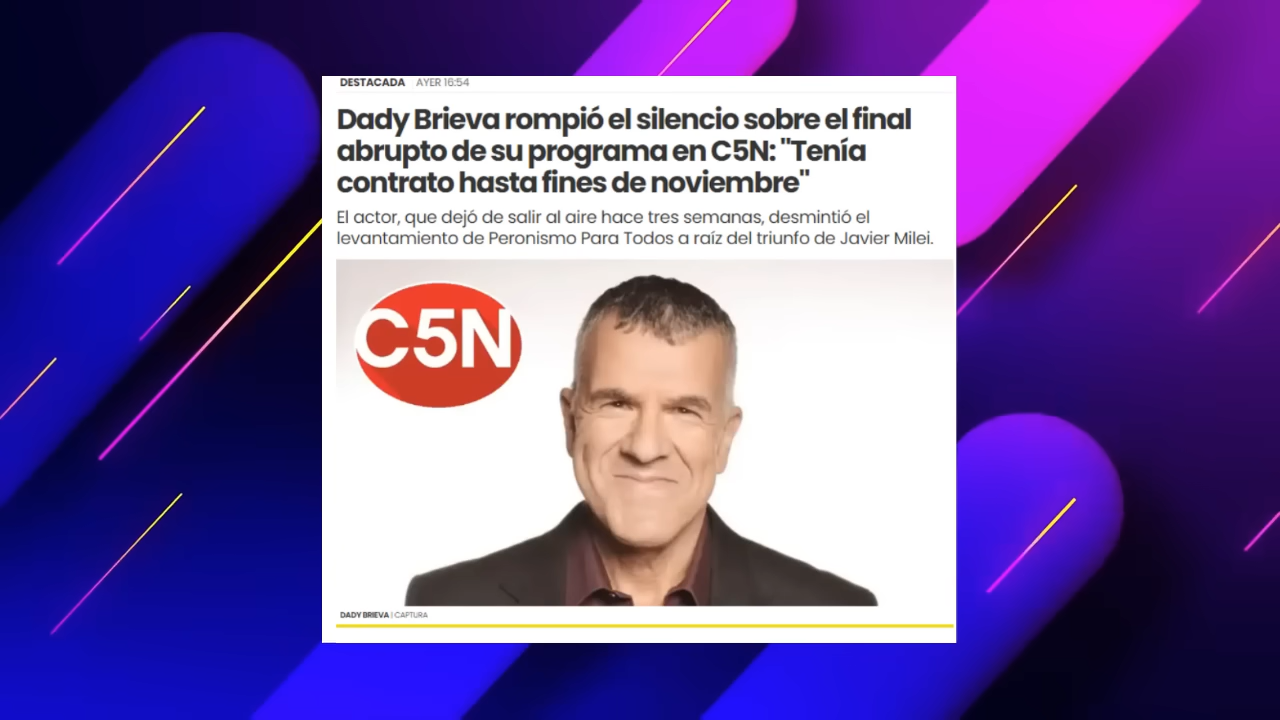 DESTACADA AYER 16:54
Dady Brieva rompió el silencio sobre el final
abrupto de su programa en C5N: "Tenía
contrato hasta fines de noviembre"
El actor, que dejó de salir al aire hace tres semanas, desmintió el
levantamiento de Peronismo Para Todos a raíz del triunfo de Javier Milei.
C5N
DADY BRIEVA | CAPTURA